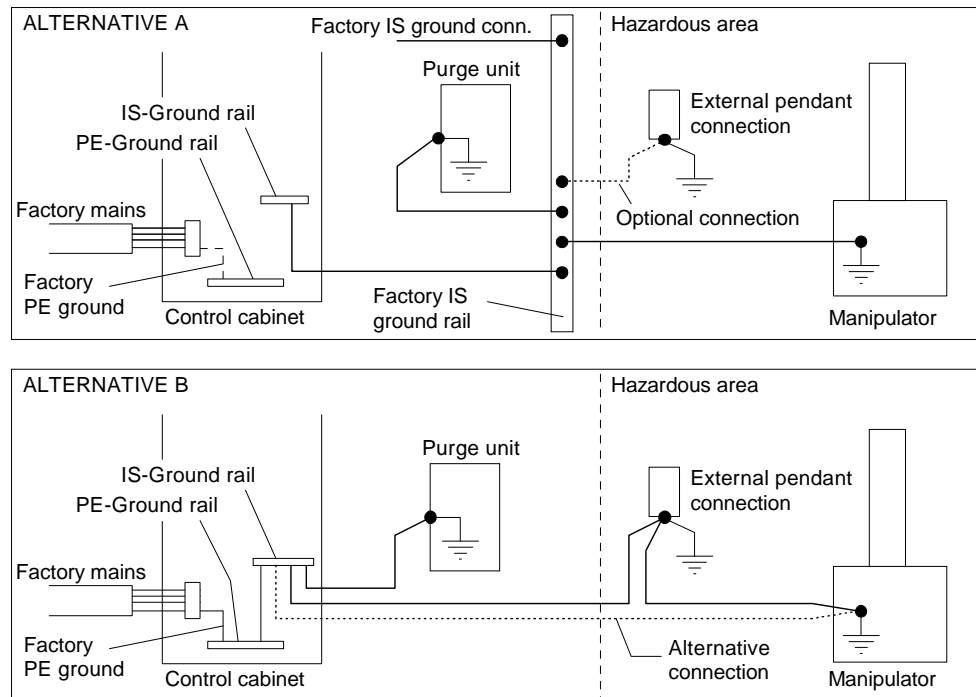 ALTERNATIVE A
Factory IS ground conn.
Hazardous area
Purge unit
IS-Ground rail
PE-Ground rail
External pendant
connection
Factory mains
Optional connection
Factory
PE ground
Control cabinet
Factory IS
ground rail
Manipulator
ALTERNATIVE B
Hazardous area
Purge unit
IS-Ground rail
PE-Ground rail
External pendant
connection
Factory mains
Factory
PE ground
Control cabinet
Alternative
connection
Manipulator